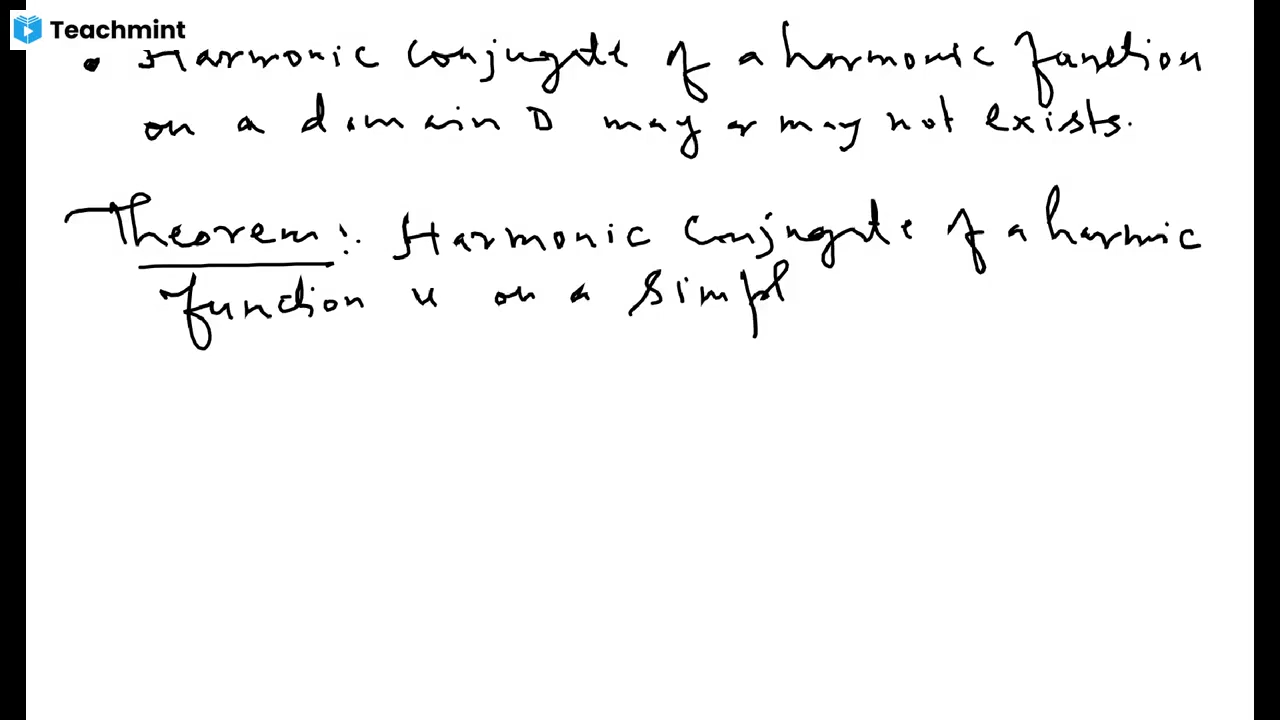 Teachmint
• Harmonic conjugate of a harmonic function
on a domain D may or may not exists.
Theorem:. Harmonic Conjugate of a harmic
function u on a simpl